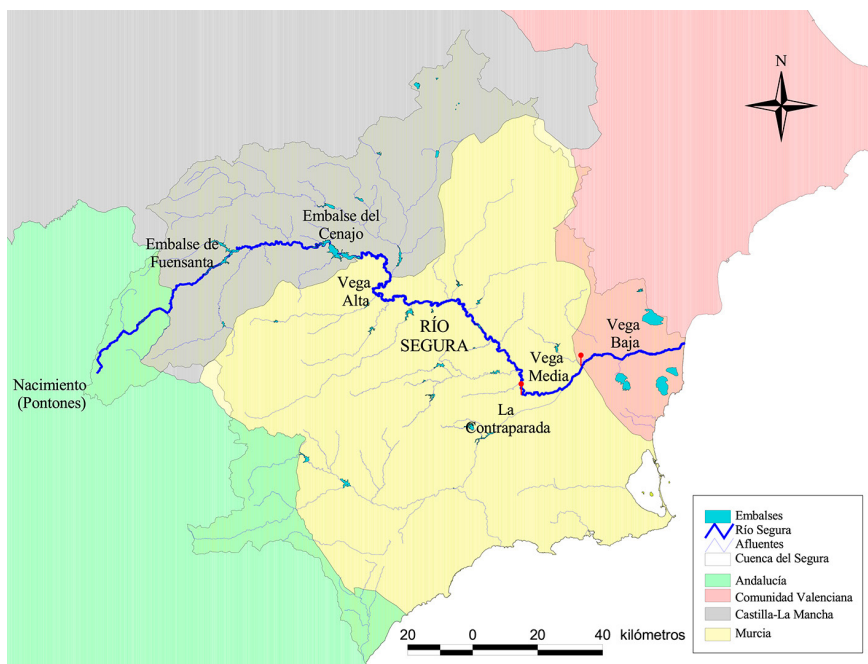 N
Embalse del
Cenajo
Embalse de
Fuensanta
Vega
Alta
RÍO
SEGURA
Vega
Baja
Vega
Media
Nacimiento
(Pontones)
La
Contraparada
Embalses
Río Segura
Afluentes
Cuenca del Segura
Andalucía
Comunidad Valenciana
Castilla-La Mancha
Murcia
20 0 20 40 kilómetros